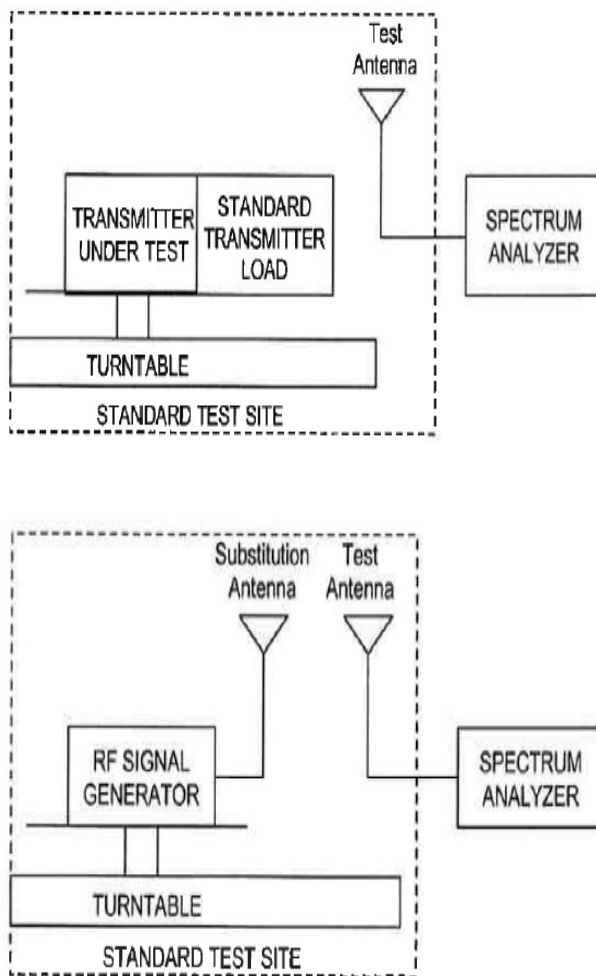 Test
Antenna
TRANSMITTER
UNDER TEST
STANDARD
TRANSMITTER
LOAD
SPECTRUM
ANALYZER
TURNTABLE
STANDARD TEST SITE
Substitution
Antenna
Test
Antenna
RF SIGNAL
GENERATOR
SPECTRUM
ANALYZER
TURNTABLE
STANDARD TEST SITE